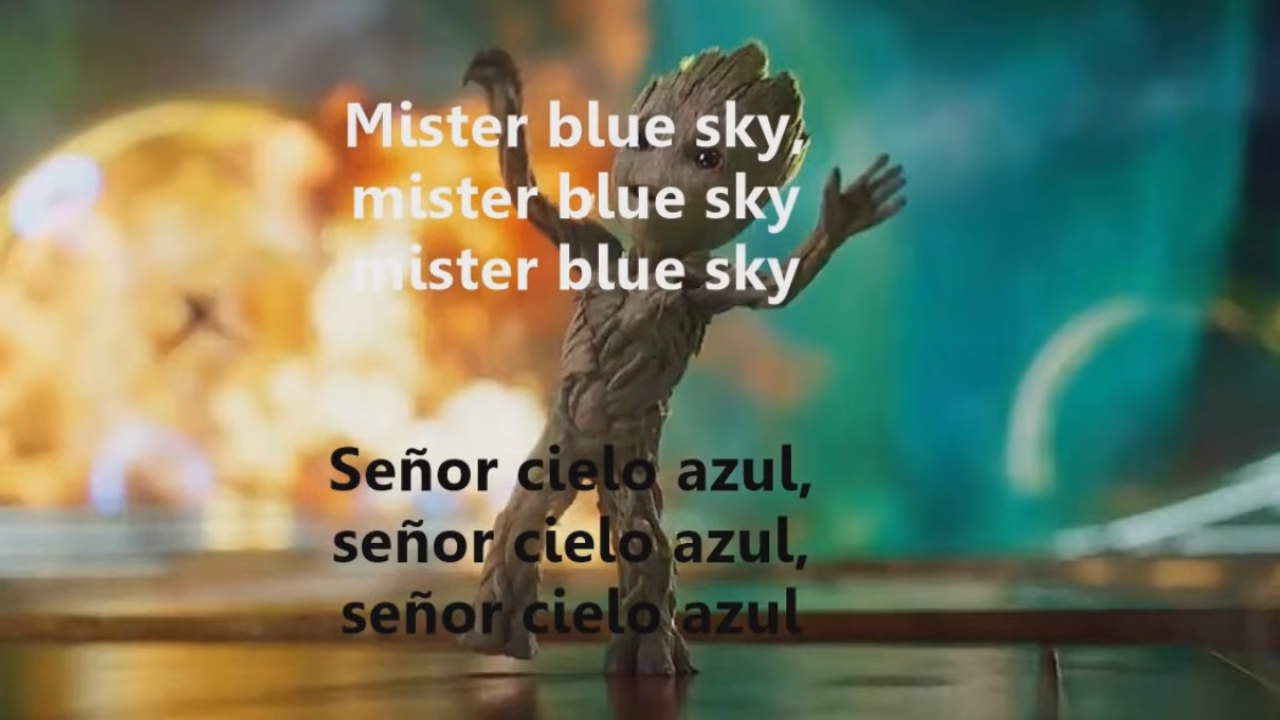 Mister blue sky,
mister blue sky
mister blue sky
Señor cielo azul,
señor cielo azul,
señor cielo azul